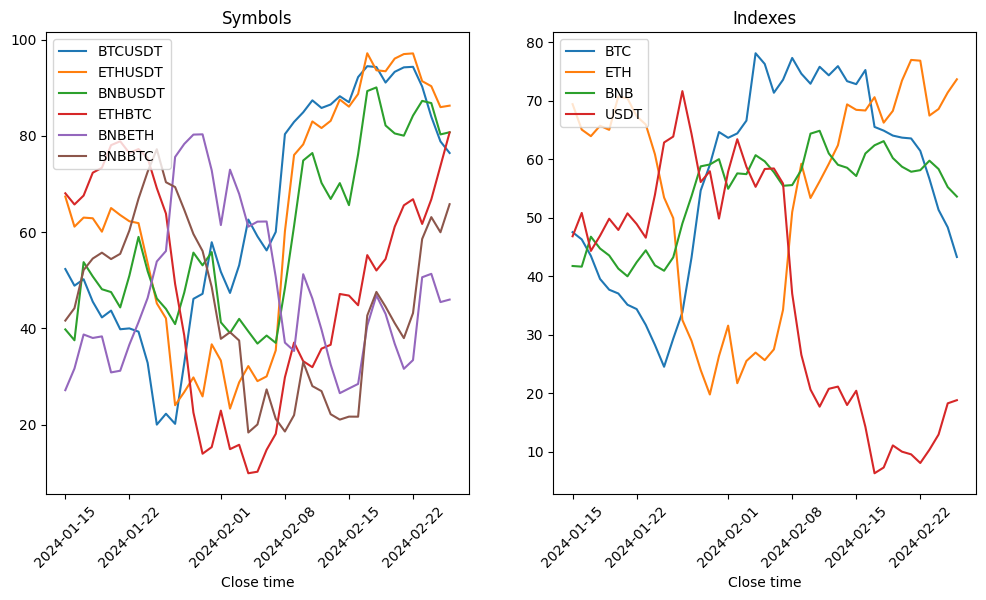 Symbols
100
80
60
40
20
BTCUSDT
ETHUSDT
BNBUSDT
ETHBTC
BNBETH
BNBBTC
2024-01-15
2024-01-22
2024-02-01
2024-02-08
2024-02-15
2024-02-22
Close time
Indexes
80
70
60
50
40
30
20
10
BTC
ETH
BNB
USDT
2024-01-15
2024-01-22
2024-02-01
2024-02-08
2024-02-15
2024-02-22
Close time